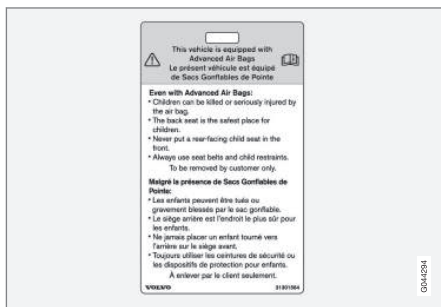 This vehicle is equipped with
Advanced Air Bags
Le présent véhicule est équipé
de Sacs Gonflables de Pointe
Even with Advanced Air Bags:
• Children can be killed or seriously injured by
the air bag.
• The back seat is the safest place for
children.
• Never put a rear-facing child seat in the
front.
• Always use seat belts and child restraints.
To be removed by customer only.
Malgré la présence de Sacs Gonflables de
Pointe:
• Les enfants peuvent être tués ou
gravement blessés par le sac gonflable.
• Le siège arrière est l'endroit le plus sûr pour
les enfants.
• Ne jamais placer un enfant tourné vers
l'arrière sur le siège avant.
• Toujours utiliser les ceintures de sécurité ou
les dispositifs de protection pour enfants.
À enlever par le client seulement.
VOLVO 31301564
G044294